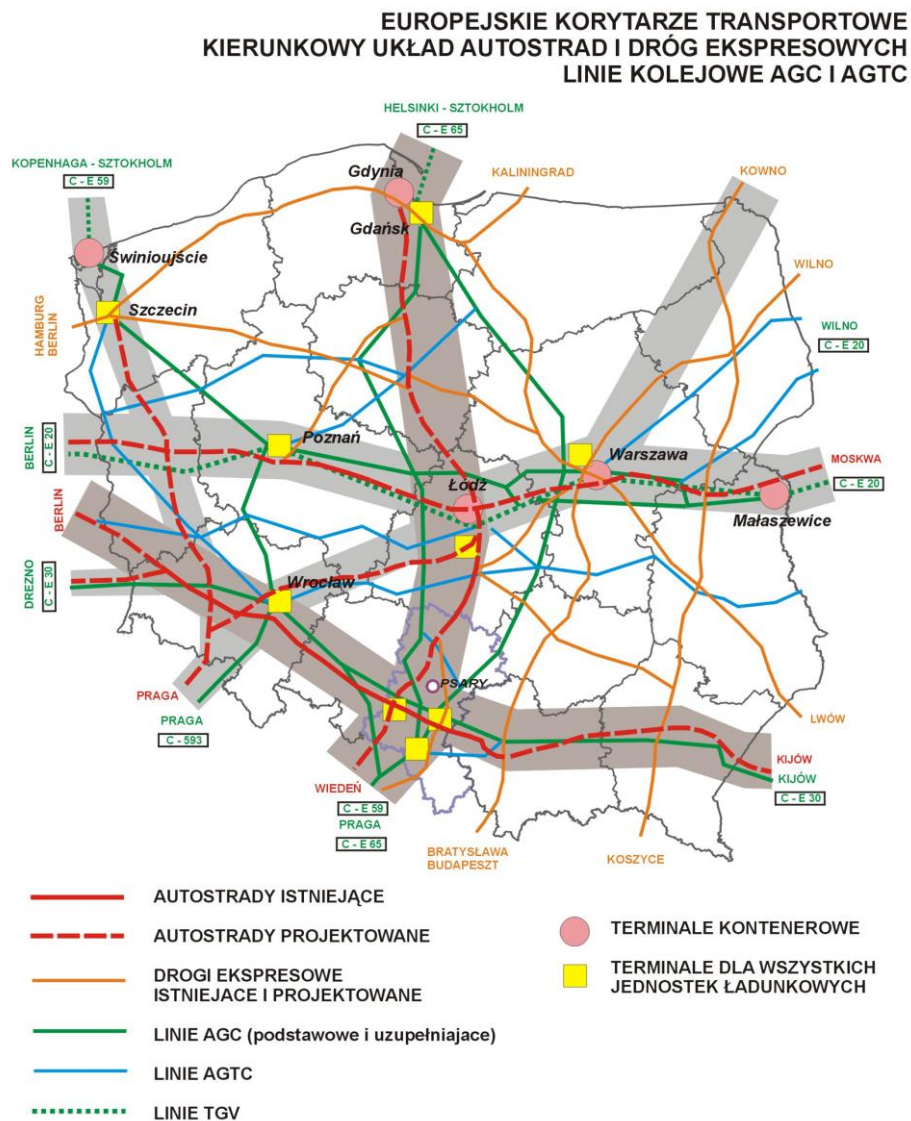 EUROPEJSKIE KORYTARZE TRANSPORTOWE
KIERUNKOWY UKŁAD AUTOSTRAD I DRÓG EKSPRESOWYCH
LINIE KOLEJOWE AGC I AGTC
HELSINKI - SZTOKHOLM
C - E 65
KOPENHAGA - SZTOKHOLM
C - E 59
Gdynia
KALININGRAD
KOWNO
Gdańsk
Świnioujście
WILNO
Szczecin
HAMBURG
BERLIN
WILNO
C - E 20
Poznań
BERLIN
C - E 20
Warszawa
MOSKWA
Łódź
C - E 20
BERLIN
Małaszewice
DREZNO
C - E 30
Wrocław
PSARY
PRAGA
PRAGA
C - 593
LWÓW
KIJÓW
KIJÓW
C - E 30
WIEDEŃ
C - E 59
PRAGA
C - E 65
BRATYSŁAWA
BUDAPESZT
KOSZYCE
AUTOSTRADY ISTNIEJĄCE
AUTOSTRADY PROJEKTOWANE
DROGI EKSPRESOWE
ISTNIEJACE I PROJEKTOWANE
LINIE AGC (podstawowe i uzupełniajace)
LINIE AGTC
LINIE TGV
TERMINALE KONTENEROWE
TERMINALE DLA WSZYSTKICH
JEDNOSTEK ŁADUNKOWYCH